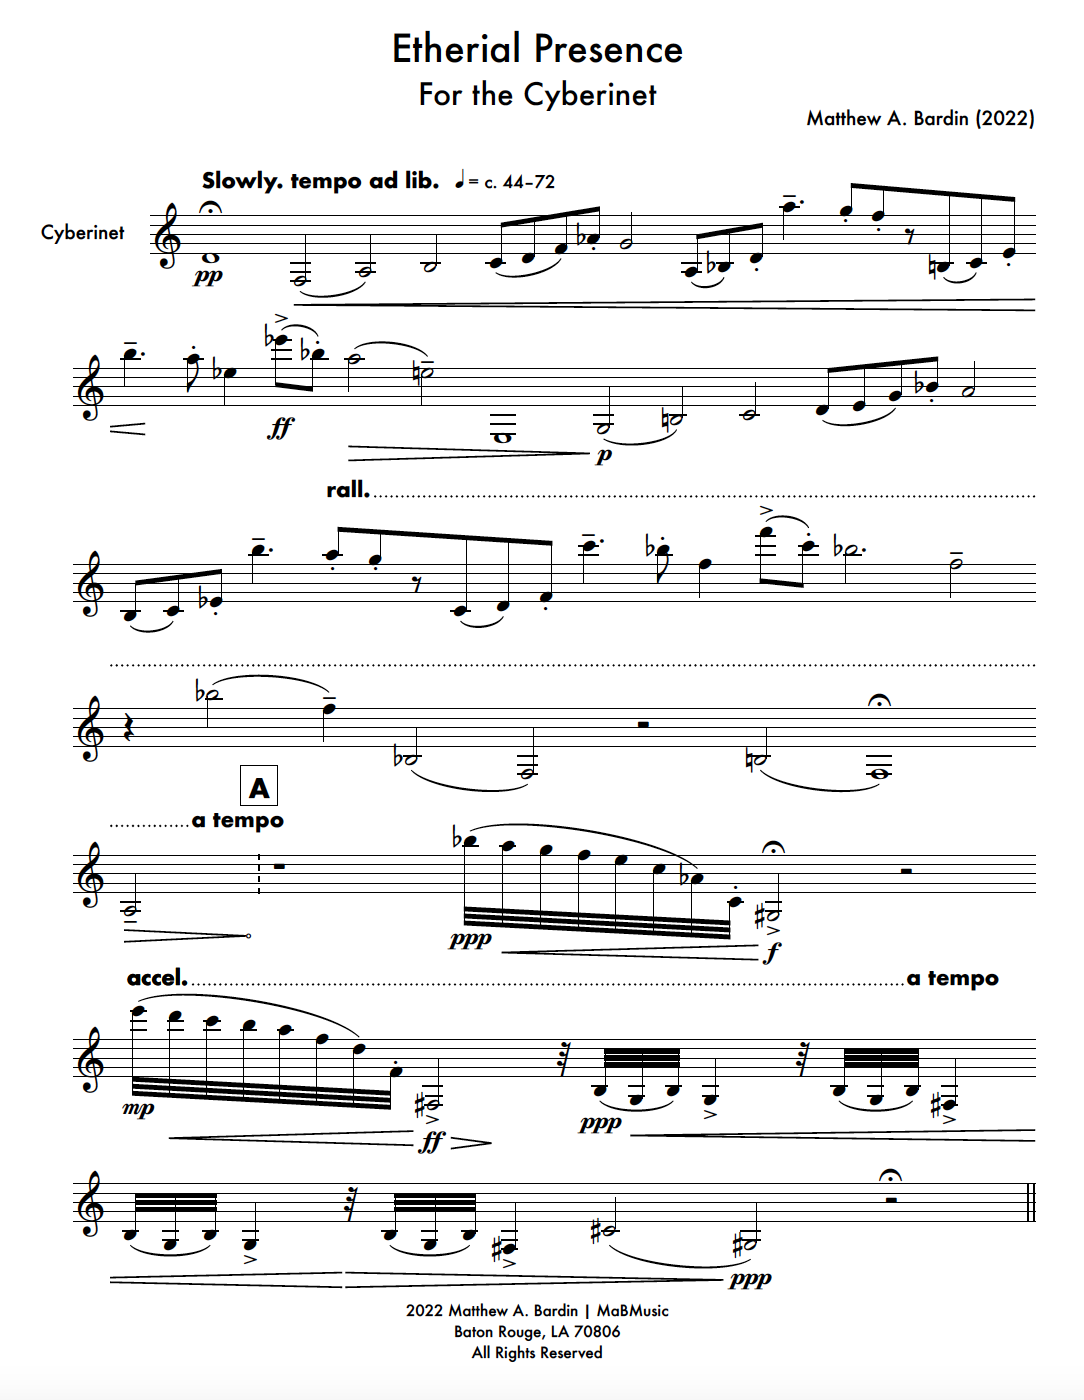 Etherial Presence
For the Cyberinet
Matthew A. Bardin (2022)
Slowly. tempo ad lib. ♩= c. 44–72
Cyberinet
pp
ff
p
rall.
A
a tempo
ppp
f
accel.
a tempo
mp
ff
ppp
ppp
2022 Matthew A. Bardin | MaBMusic
Baton Rouge, LA 70806
All Rights Reserved